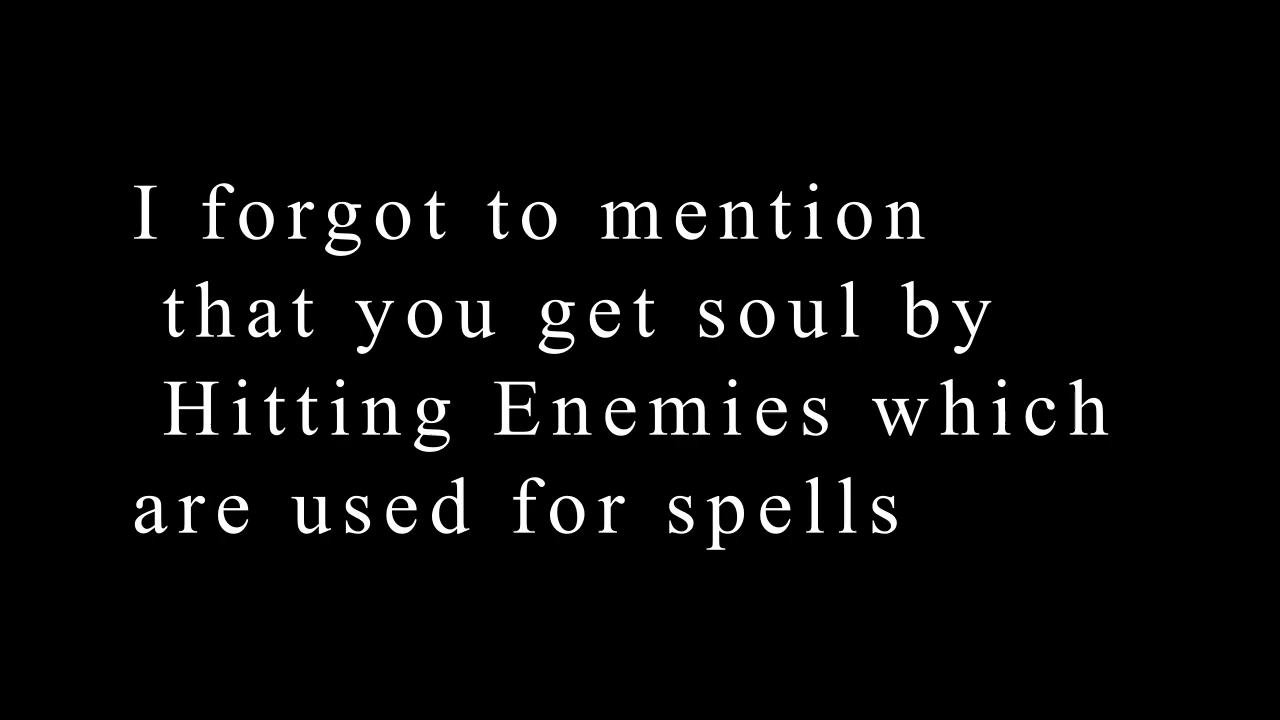 I forgot to mention
that you get soul by
Hitting Enemies which
are used for spells